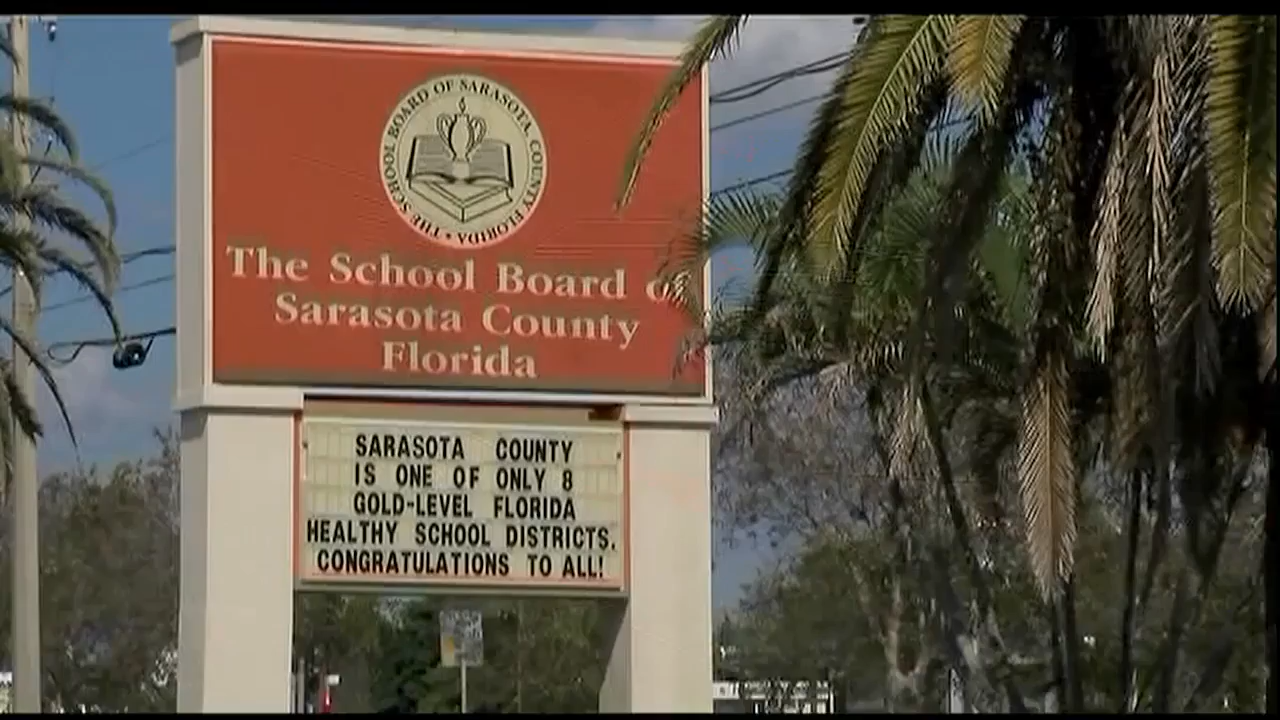 THE SCHOOL BOARD OF SARASOTA COUNTY FLORIDA •
The School Board of
Sarasota County
Florida
SARASOTA COUNTY
IS ONE OF ONLY 8
GOLD-LEVEL FLORIDA
HEALTHY SCHOOL DISTRICTS.
CONGRATULATIONS TO ALL!